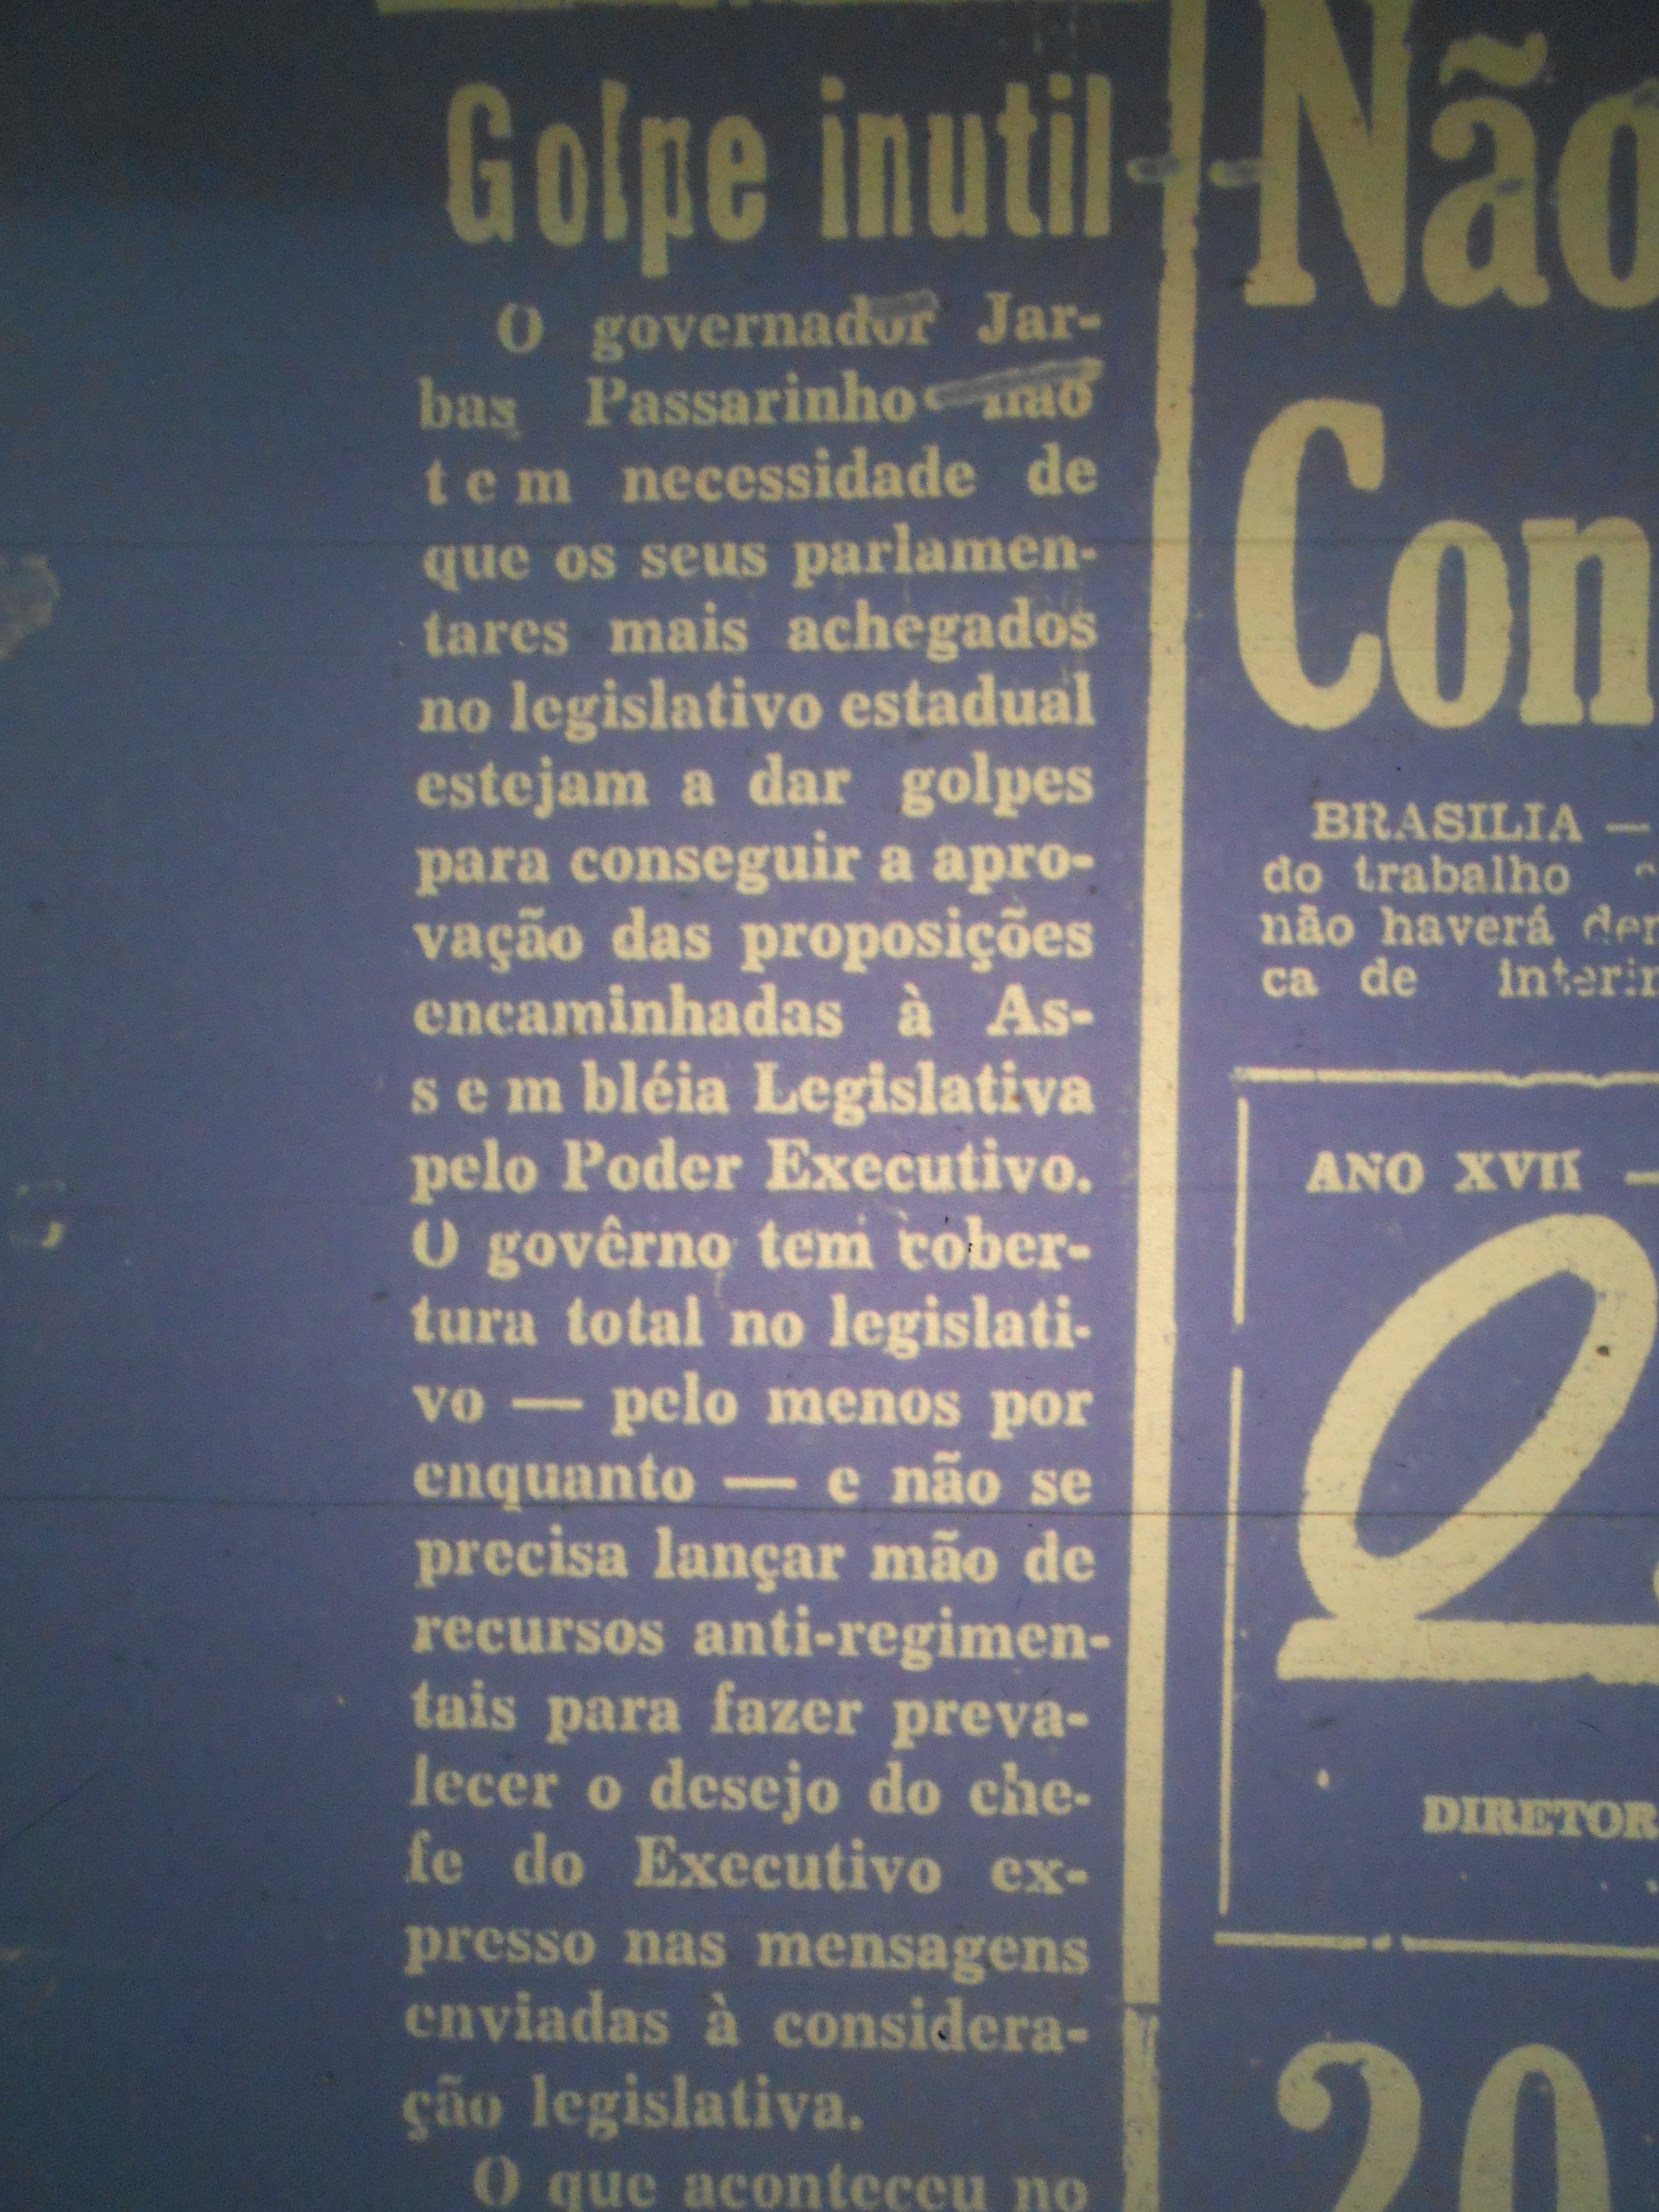 Golpe inutil
O governador Jar-
bas Passarinho não
tem necessidade de
que os seus parlamen-
tares mais achegados
no legislativo estadual
estejam a dar golpes
para conseguir a apro-
vação das proposições
encaminhadas à As-
sembléia Legislativa
pelo Poder Executivo.
O govêrno tem cober-
tura total no legislati-
vo — pelo menos por
enquanto — e não se
precisa lançar mão de
recursos anti-regimen-
tais para fazer preva-
lecer o desejo do che-
fe do Executivo ex-
presso nas mensagens
enviadas à considera-
ção legislativa.
O que aconteceu no
Não
Con
BRASILIA —
do trabalho
não haverá
ca de
ANO XVII —
DIRETOR
20